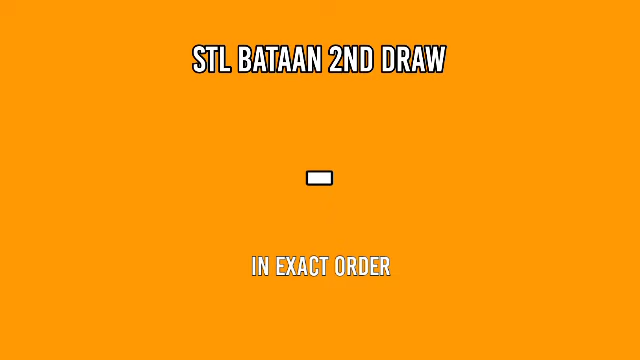 STL BATAAN 2ND DRAW
-
IN EXACT ORDER